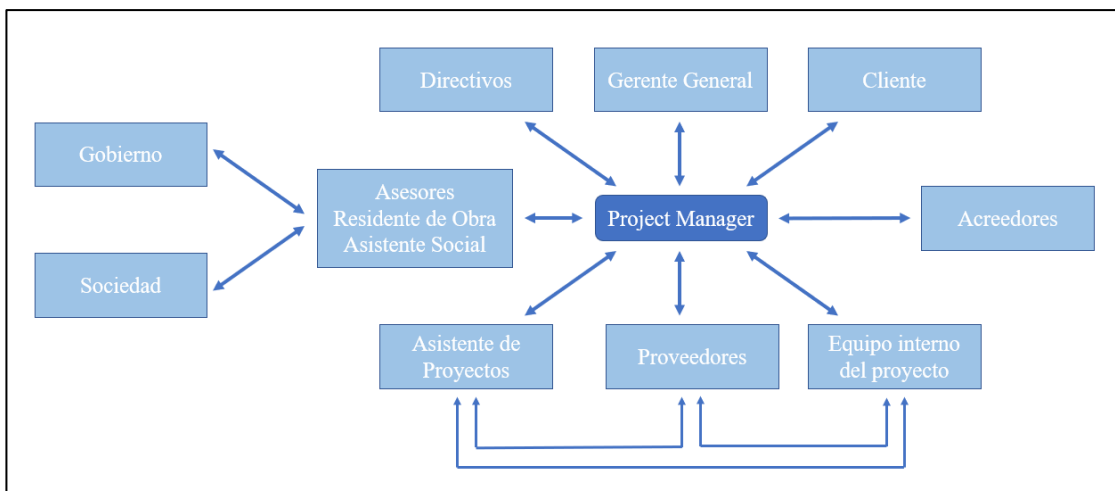 Directivos
Gerente General
Cliente
Gobierno
Asesores
Residente de Obra
Asistente Social
Project Manager
Acreedores
Sociedad
Asistente de
Proyectos
Proveedores
Equipo interno
del proyecto